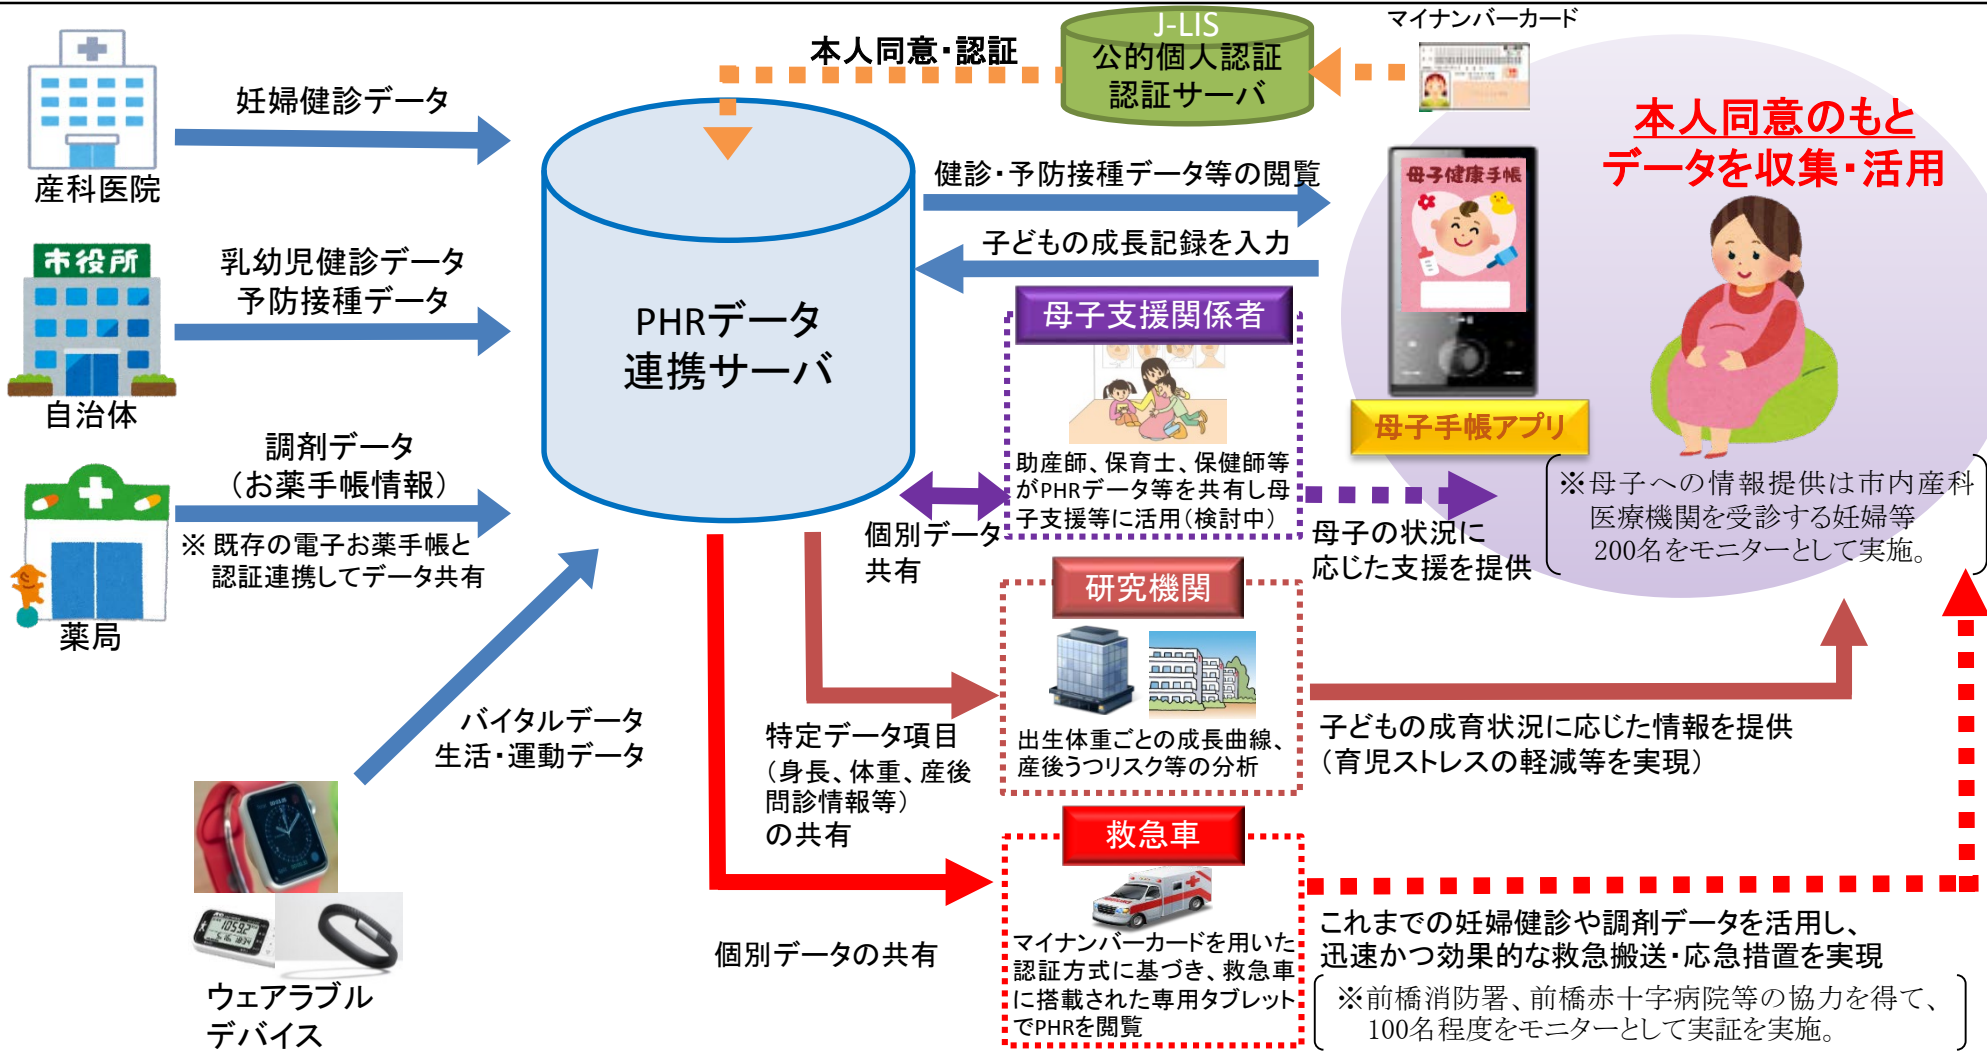 マイナンバーカード
J-LIS
公的個人認証
認証サーバ
本人同意・認証
妊婦健診データ
産科医院
市役所
乳幼児健診データ
予防接種データ
自治体
調剤データ
（お薬手帳情報）
※ 既存の電子お薬手帳と
認証連携してデータ共有
薬局
バイタルデータ
生活・運動データ
ウェアラブル
デバイス
PHRデータ
連携サーバ
健診・予防接種データ等の閲覧
子どもの成長記録を入力
母子健康手帳
母子手帳アプリ
本人同意のもと
データを収集・活用
※母子への情報提供は市内産科
医療機関を受診する妊婦等
200名をモニターとして実施。
母子支援関係者
助産師、保育士、保健師等
がPHRデータ等を共有し母
子支援等に活用（検討中）
個別データ
共有
母子の状況に
応じた支援を提供
研究機関
出生体重ごとの成長曲線、
産後うつリスク等の分析
特定データ項目
（身長、体重、産後
問診情報等）
の共有
子どもの成育状況に応じた情報を提供
（育児ストレスの軽減等を実現）
救急車
マイナンバーカードを用いた
認証方式に基づき、救急車
に搭載された専用タブレット
でPHRを閲覧
個別データの共有
これまでの妊婦健診や調剤データを活用し、
迅速かつ効果的な救急搬送・応急措置を実現
※前橋消防署、前橋赤十字病院等の協力を得て、
100名程度をモニターとして実証を実施。